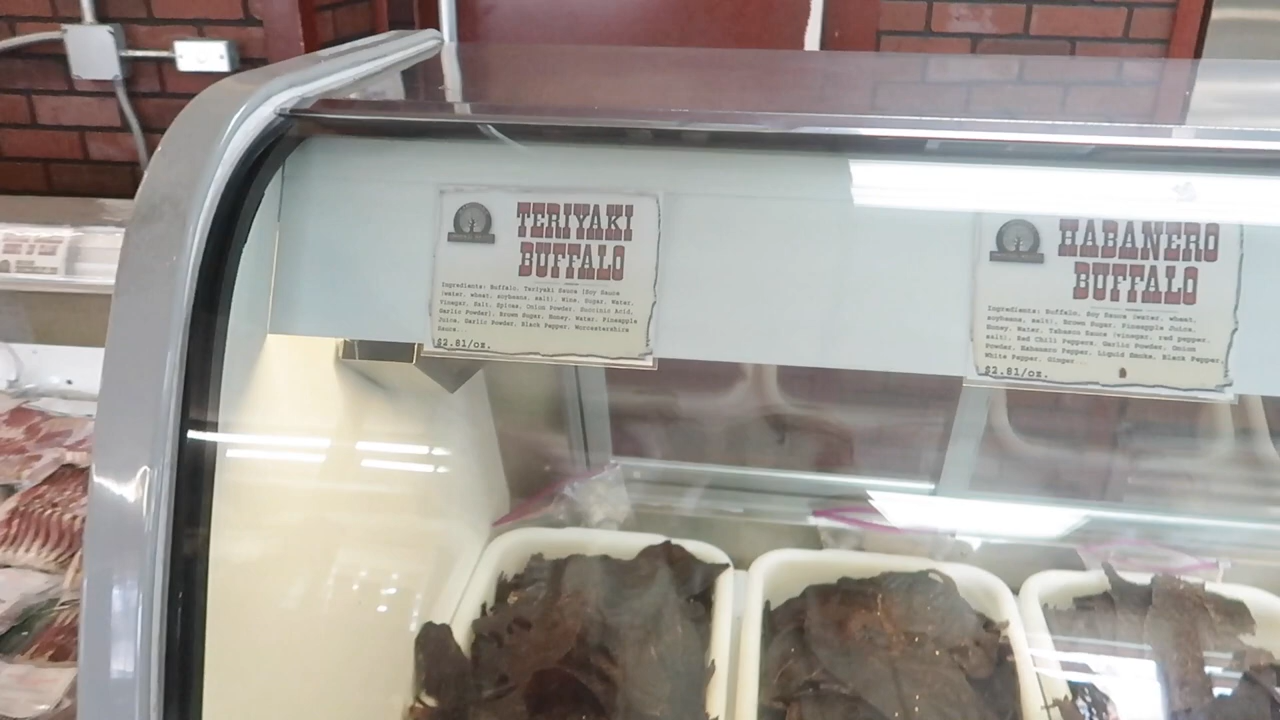 TERIYAKI
BUFFALO
Ingredients: Buffalo, Teriyaki Sauce (Soy Sauce
(water, wheat, soybeans, salt), Wine, Sugar, Water,
Vinegar, Salt, Spices, Onion Powder, Succinic Acid,
Garlic Powder), Brown Sugar, Honey, Water, Pineapple
Juice, Garlic Powder, Black Pepper, Worcestershire
Sauce
$2.81/oz.
HABANERO
BUFFALO
Ingredients: Buffalo, Soy Sauce (water, wheat,
soybeans, salt), Brown Sugar, Pineapple Juice,
Honey, Water, Tabasco Sauce (vinegar, red pepper,
salt), Red Chili Peppers, Garlic Powder, Onion
Powder, Habanero Pepper, Liquid Smoke, Black Pepper,
White Pepper, Ginger
$2.81/oz.